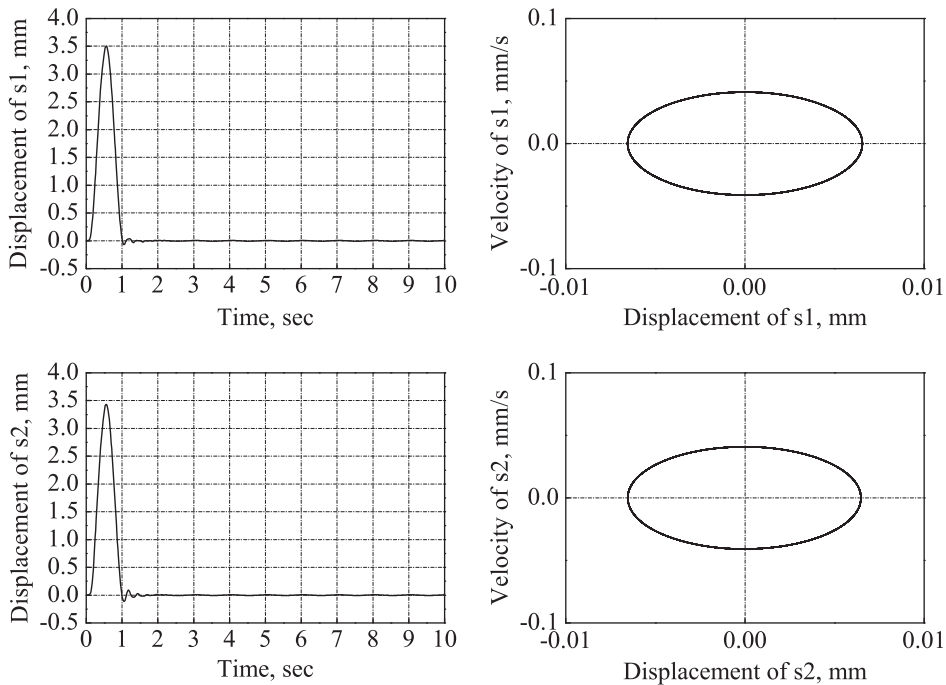 Displacement of s1, mm
4.0
3.5
3.0
2.5
2.0
1.5
1.0
0.5
0.0
-0.5
0 1 2 3 4 5 6 7 8 9 10
Time, sec
Velocity of s1, mm/s
0.1
0.0
-0.1
-0.01 0.00 0.01
Displacement of s1, mm
Displacement of s2, mm
4.0
3.5
3.0
2.5
2.0
1.5
1.0
0.5
0.0
-0.5
0 1 2 3 4 5 6 7 8 9 10
Time, sec
Velocity of s2, mm/s
0.1
0.0
-0.1
-0.01 0.00 0.01
Displacement of s2, mm